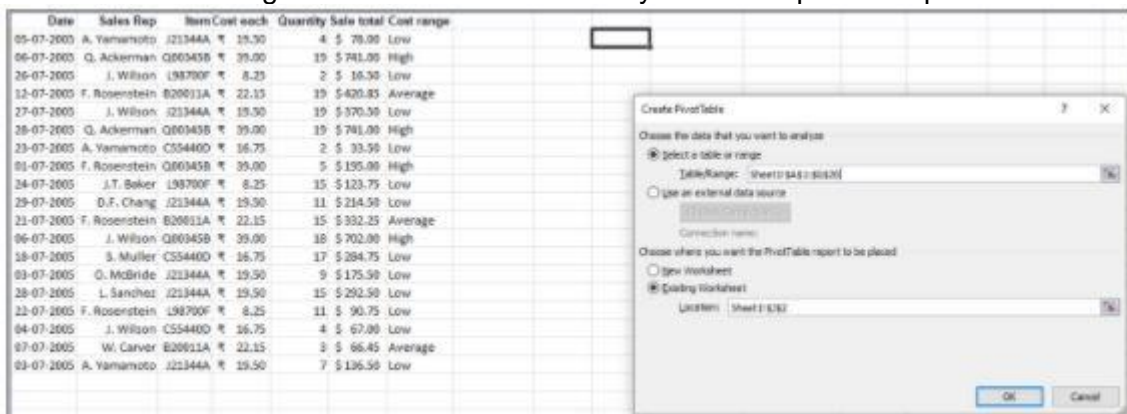 Date Sales Rep Item Cost each Quantity Sale total Cost range
05-07-2005 A. Yamamoto J21344A ₹ 19.50 4 $ 78.00 Low
06-07-2005 Q. Ackerman Q00345B ₹ 39.00 19 $ 741.00 High
26-07-2005 J. Wilson L98700F ₹ 8.25 2 $ 16.50 Low
12-07-2005 F. Rosenstein B20011A ₹ 22.15 19 $ 420.85 Average
27-07-2005 J. Wilson J21344A ₹ 19.50 19 $ 370.50 Low
28-07-2005 Q. Ackerman Q00345B ₹ 39.00 19 $ 741.00 High
23-07-2005 A. Yamamoto C55440D ₹ 16.75 2 $ 33.50 Low
01-07-2005 F. Rosenstein Q00345B ₹ 39.00 5 $ 195.00 High
24-07-2005 J.T. Baker L98700F ₹ 8.25 15 $ 123.75 Low
29-07-2005 D.F. Chang J21344A ₹ 19.50 11 $ 214.50 Low
21-07-2005 F. Rosenstein B20011A ₹ 22.15 15 $ 332.25 Average
06-07-2005 J. Wilson Q00345B ₹ 39.00 18 $ 702.00 High
18-07-2005 S. Muller C55440D ₹ 16.75 17 $ 284.75 Low
03-07-2005 O. McBride J21344A ₹ 19.50 9 $ 175.50 Low
28-07-2005 L. Sanchez J21344A ₹ 19.50 15 $ 292.50 Low
22-07-2005 F. Rosenstein L98700F ₹ 8.25 11 $ 90.75 Low
04-07-2005 J. Wilson C55440D ₹ 16.75 4 $ 67.00 Low
07-07-2005 W. Carver B20011A ₹ 22.15 3 $ 66.45 Average
03-07-2005 A. Yamamoto J21344A ₹ 19.50 7 $ 136.50 Low
Create PivotTable ? ×
Choose the data that you want to analyze
Select a table or range
Table/Range:
Use an external data source
Connection name:
Choose where you want the PivotTable report to be placed
New Worksheet
Existing Worksheet
Location:
OK Cancel